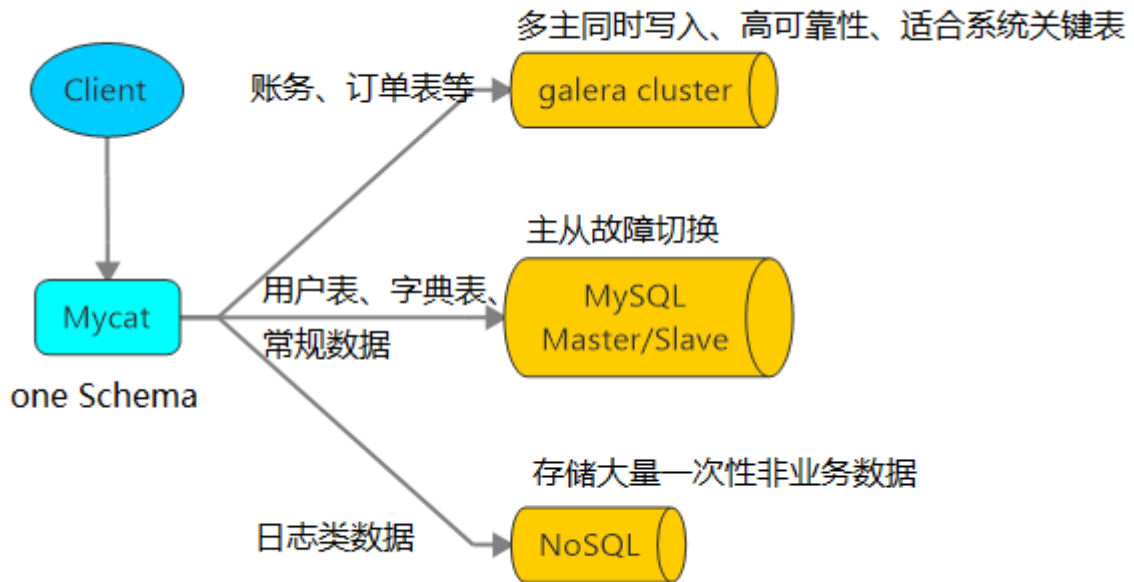 多主同时写入、高可靠性、适合系统关键表
Client
账务、订单表等
galera cluster
主从故障切换
用户表、字典表、
常规数据
MySQL
Master/Slave
Mycat
one Schema
存储大量一次性非业务数据
日志类数据
NoSQL